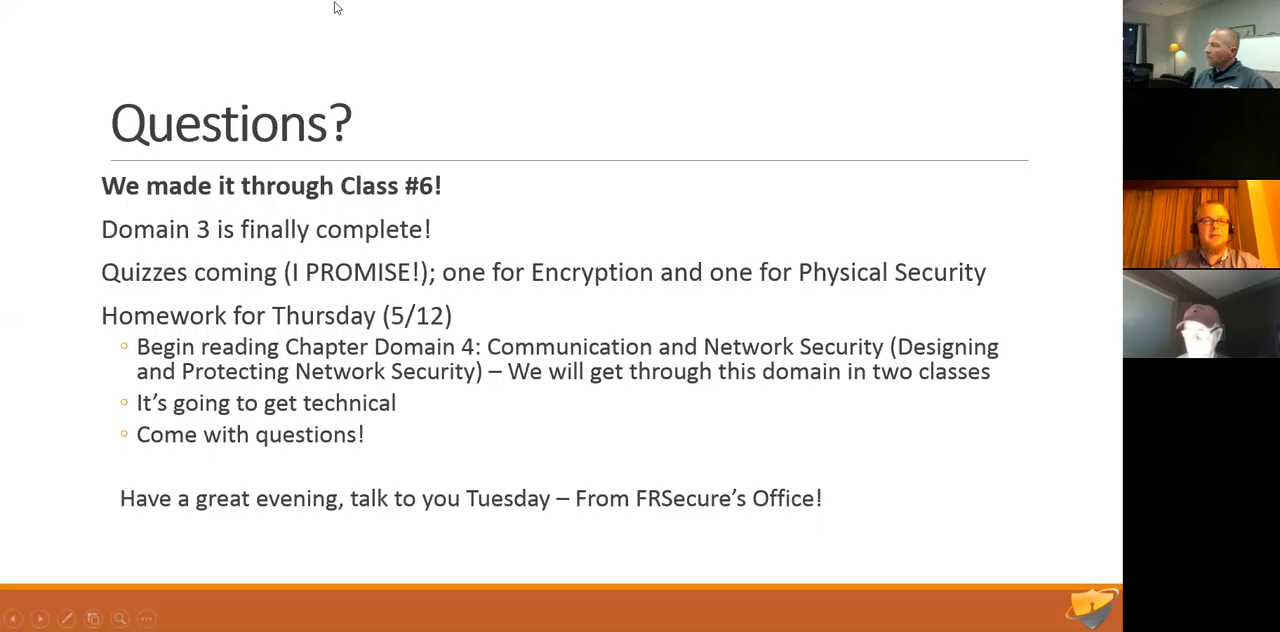 Questions?
We made it through Class #6!
Domain 3 is finally complete!
Quizzes coming (I PROMISE!); one for Encryption and one for Physical Security
Homework for Thursday (5/12)
Begin reading Chapter Domain 4: Communication and Network Security (Designing
and Protecting Network Security) – We will get through this domain in two classes
It's going to get technical
Come with questions!
Have a great evening, talk to you Tuesday – From FRSecure's Office!